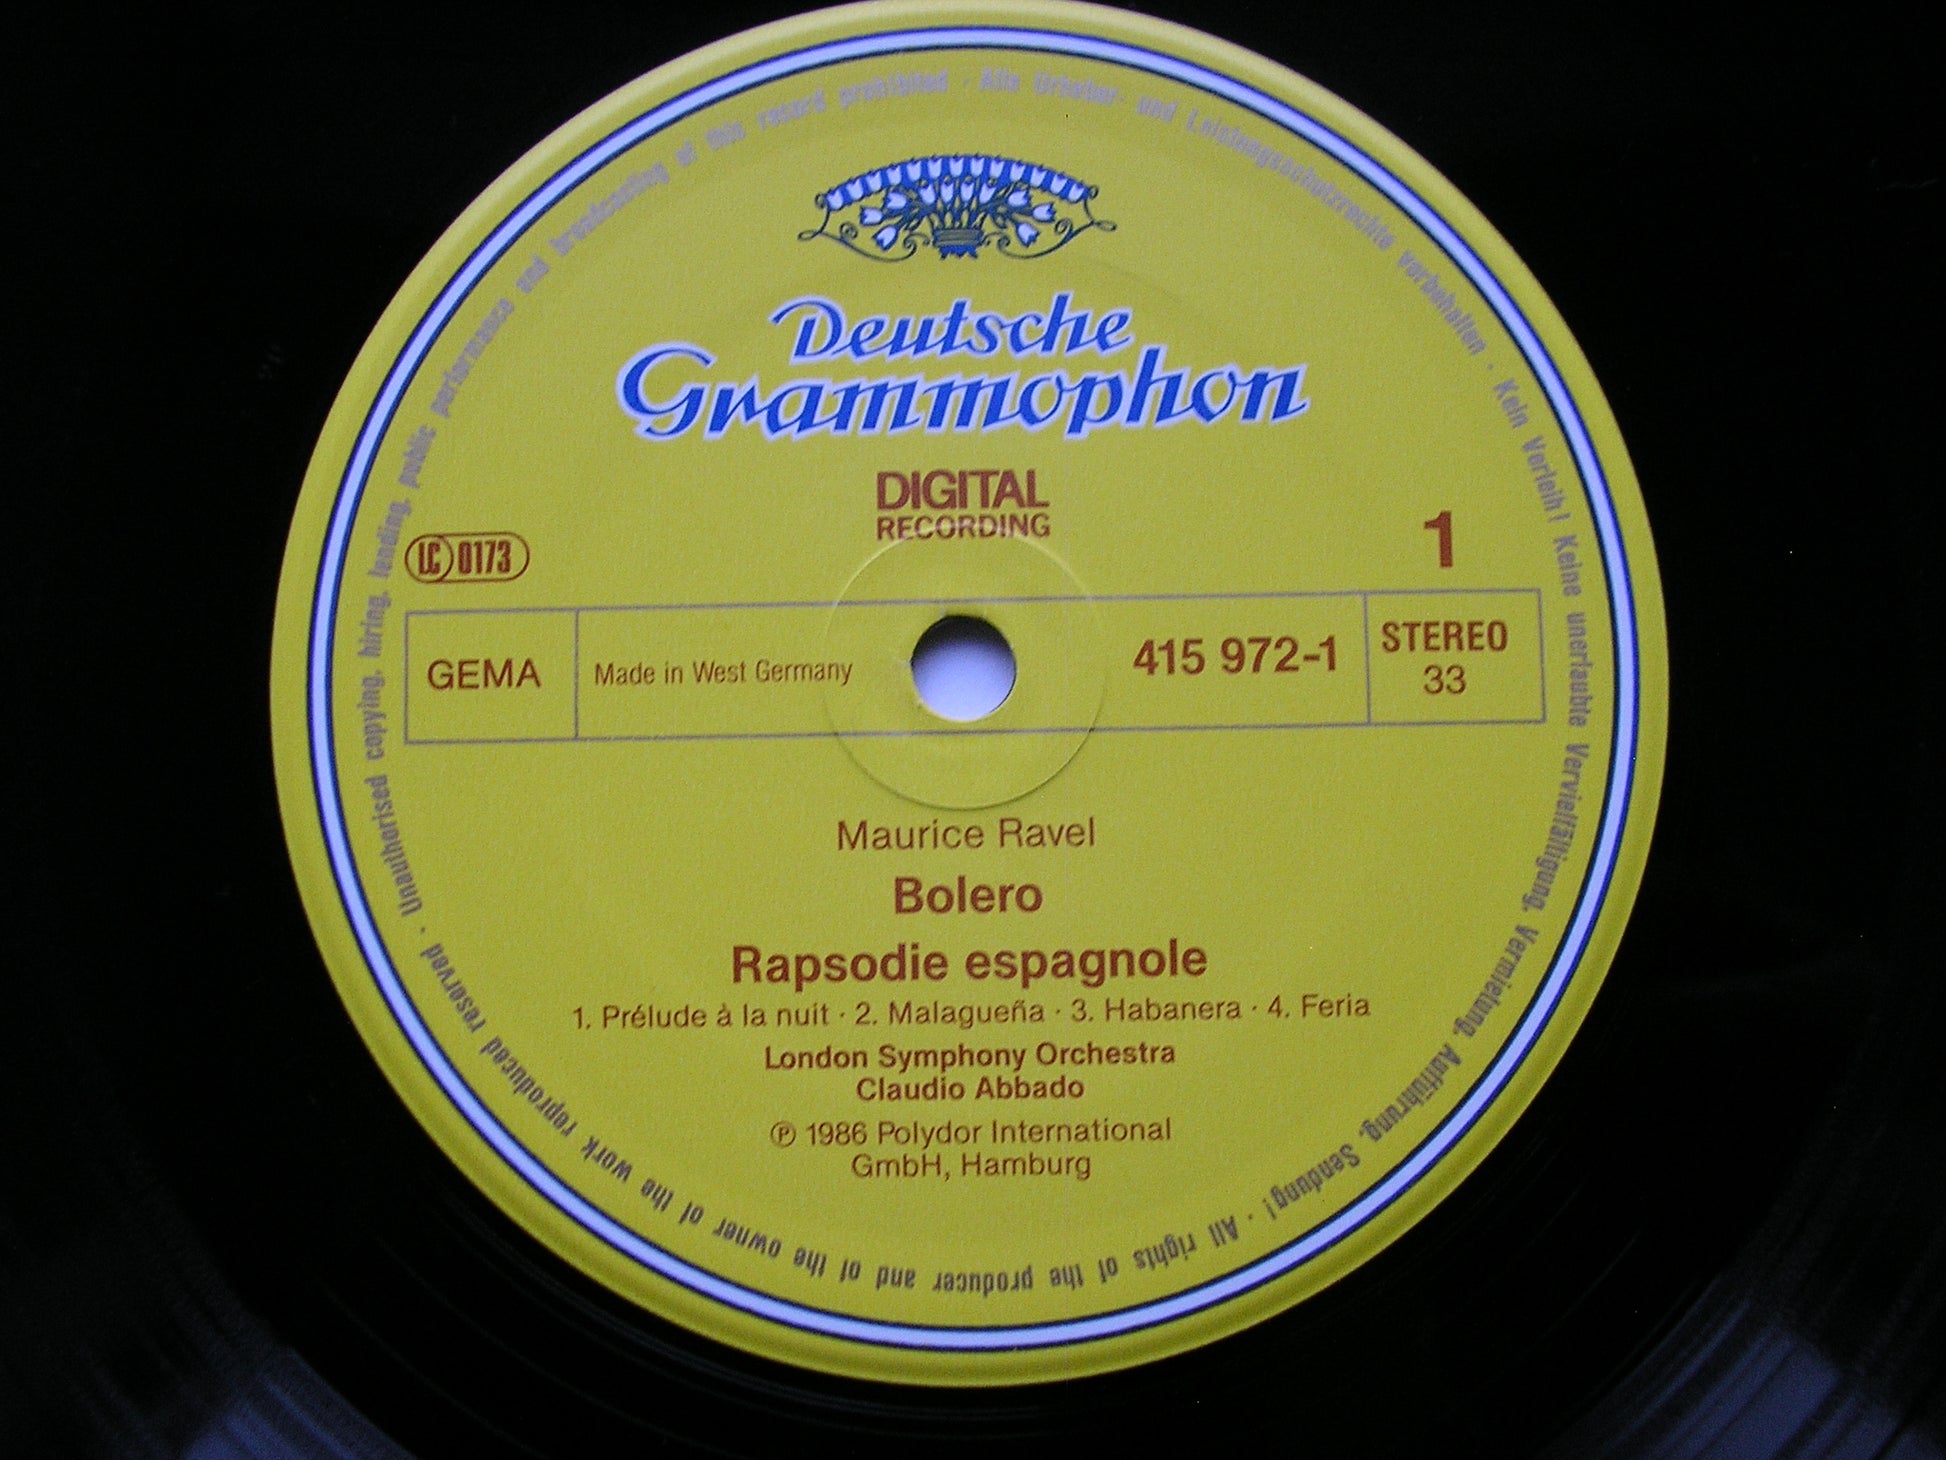 Deutsche
Grammophon
DIGITAL
RECORDING
1
LC 0173
GEMA
Made in West Germany
415 972-1
STEREO
33
Maurice Ravel
Bolero
Rapsodie espagnole
1. Prélude à la nuit · 2. Malagueña · 3. Habanera · 4. Feria
London Symphony Orchestra
Claudio Abbado
℗ 1986 Polydor International
GmbH, Hamburg
Alle Urheber- und Leistungsschutzrechte vorbehalten · Kein Verleih! Keine unerlaubte Vervielfältigung, Vermietung, Aufführung, Sendung! · All rights of the producer and of the owner of the work reproduced reserved · Unauthorised copying, hiring, lending, public performance and broadcasting of this record prohibited ·